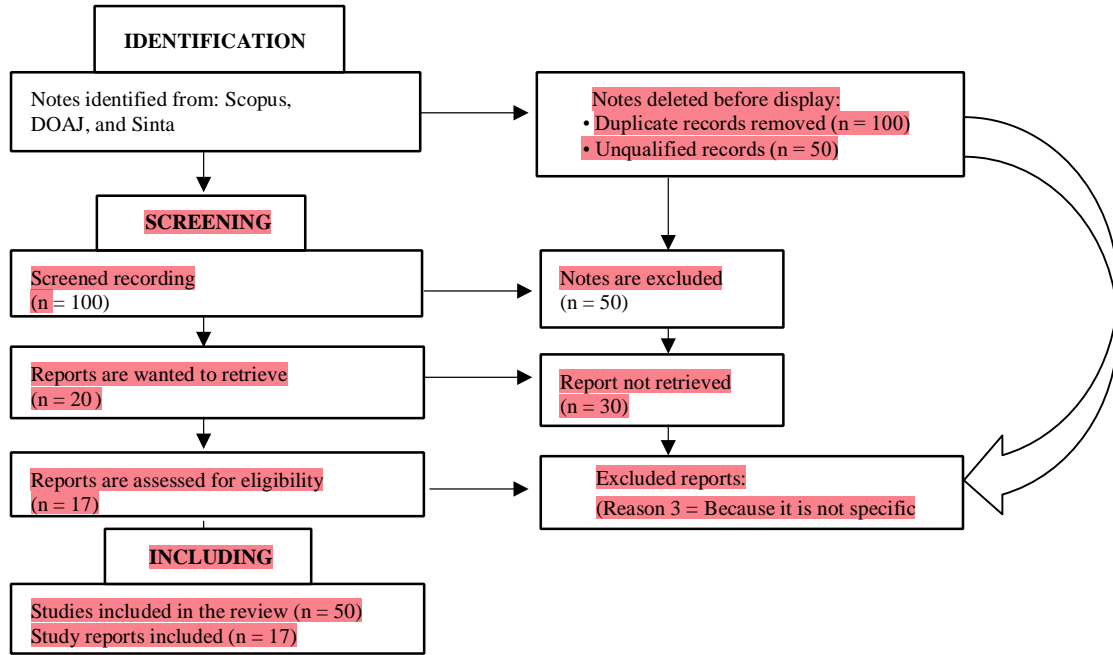 IDENTIFICATION
Notes identified from: Scopus,
DOAJ, and Sinta
Notes deleted before display:
• Duplicate records removed (n = 100)
• Unqualified records (n = 50)
SCREENING
Screened recording
(n = 100)
Notes are excluded
(n = 50)
Reports are wanted to retrieve
(n = 20)
Report not retrieved
(n = 30)
Reports are assessed for eligibility
(n = 17)
Excluded reports:
(Reason 3 = Because it is not specific
INCLUDING
Studies included in the review (n = 50)
Study reports included (n = 17)